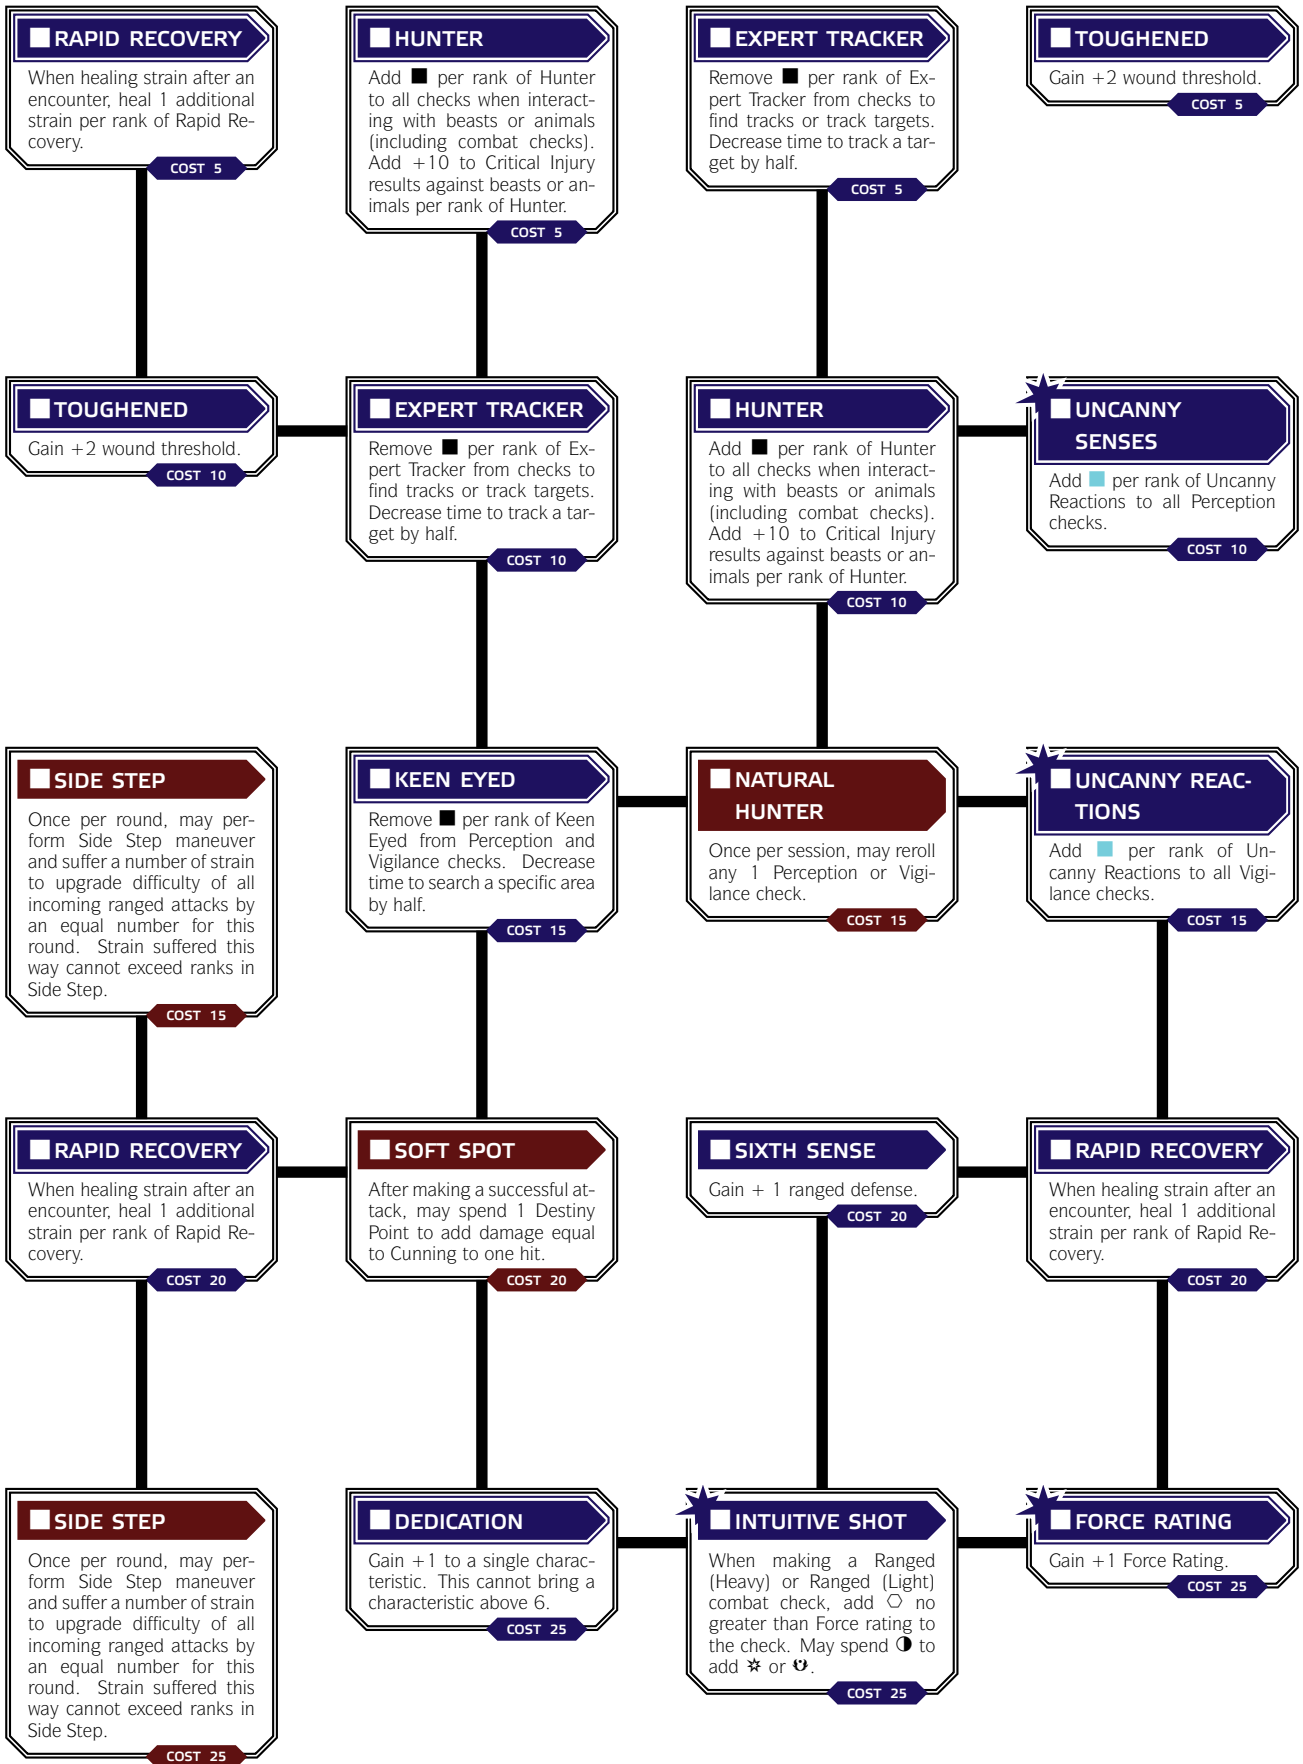 RAPID RECOVERY
When healing strain after an
encounter, heal 1 additional
strain per rank of Rapid Re-
covery.
COST 5
HUNTER
Add ■ per rank of Hunter
to all checks when interact-
ing with beasts or animals
(including combat checks).
Add +10 to Critical Injury
results against beasts or an-
imals per rank of Hunter.
COST 5
EXPERT TRACKER
Remove ■ per rank of Ex-
pert Tracker from checks to
find tracks or track targets.
Decrease time to track a tar-
get by half.
COST 5
TOUGHENED
Gain +2 wound threshold.
COST 5
TOUGHENED
Gain +2 wound threshold.
COST 10
EXPERT TRACKER
Remove ■ per rank of Ex-
pert Tracker from checks to
find tracks or track targets.
Decrease time to track a tar-
get by half.
COST 10
HUNTER
Add ■ per rank of Hunter
to all checks when interact-
ing with beasts or animals
(including combat checks).
Add +10 to Critical Injury
results against beasts or an-
imals per rank of Hunter.
COST 10
UNCANNY
SENSES
Add ■ per rank of Uncanny
Reactions to all Perception
checks.
COST 10
SIDE STEP
Once per round, may per-
form Side Step maneuver
and suffer a number of strain
to upgrade difficulty of all
incoming ranged attacks by
an equal number for this
round. Strain suffered this
way cannot exceed ranks in
Side Step.
COST 15
KEEN EYED
Remove ■ per rank of Keen
Eyed from Perception and
Vigilance checks. Decrease
time to search a specific area
by half.
COST 15
NATURAL
HUNTER
Once per session, may reroll
any 1 Perception or Vigi-
lance check.
COST 15
UNCANNY REAC-
TIONS
Add ■ per rank of Un-
canny Reactions to all Vigi-
lance checks.
COST 15
RAPID RECOVERY
When healing strain after an
encounter, heal 1 additional
strain per rank of Rapid Re-
covery.
COST 20
SOFT SPOT
After making a successful at-
tack, may spend 1 Destiny
Point to add damage equal
to Cunning to one hit.
COST 20
SIXTH SENSE
Gain + 1 ranged defense.
COST 20
RAPID RECOVERY
When healing strain after an
encounter, heal 1 additional
strain per rank of Rapid Re-
covery.
COST 20
SIDE STEP
Once per round, may per-
form Side Step maneuver
and suffer a number of strain
to upgrade difficulty of all
incoming ranged attacks by
an equal number for this
round. Strain suffered this
way cannot exceed ranks in
Side Step.
COST 25
DEDICATION
Gain +1 to a single charac-
teristic. This cannot bring a
characteristic above 6.
COST 25
INTUITIVE SHOT
When making a Ranged
(Heavy) or Ranged (Light)
combat check, add ⬡ no
greater than Force rating to
the check. May spend ◑ to
add or .
COST 25
FORCE RATING
Gain +1 Force Rating.
COST 25